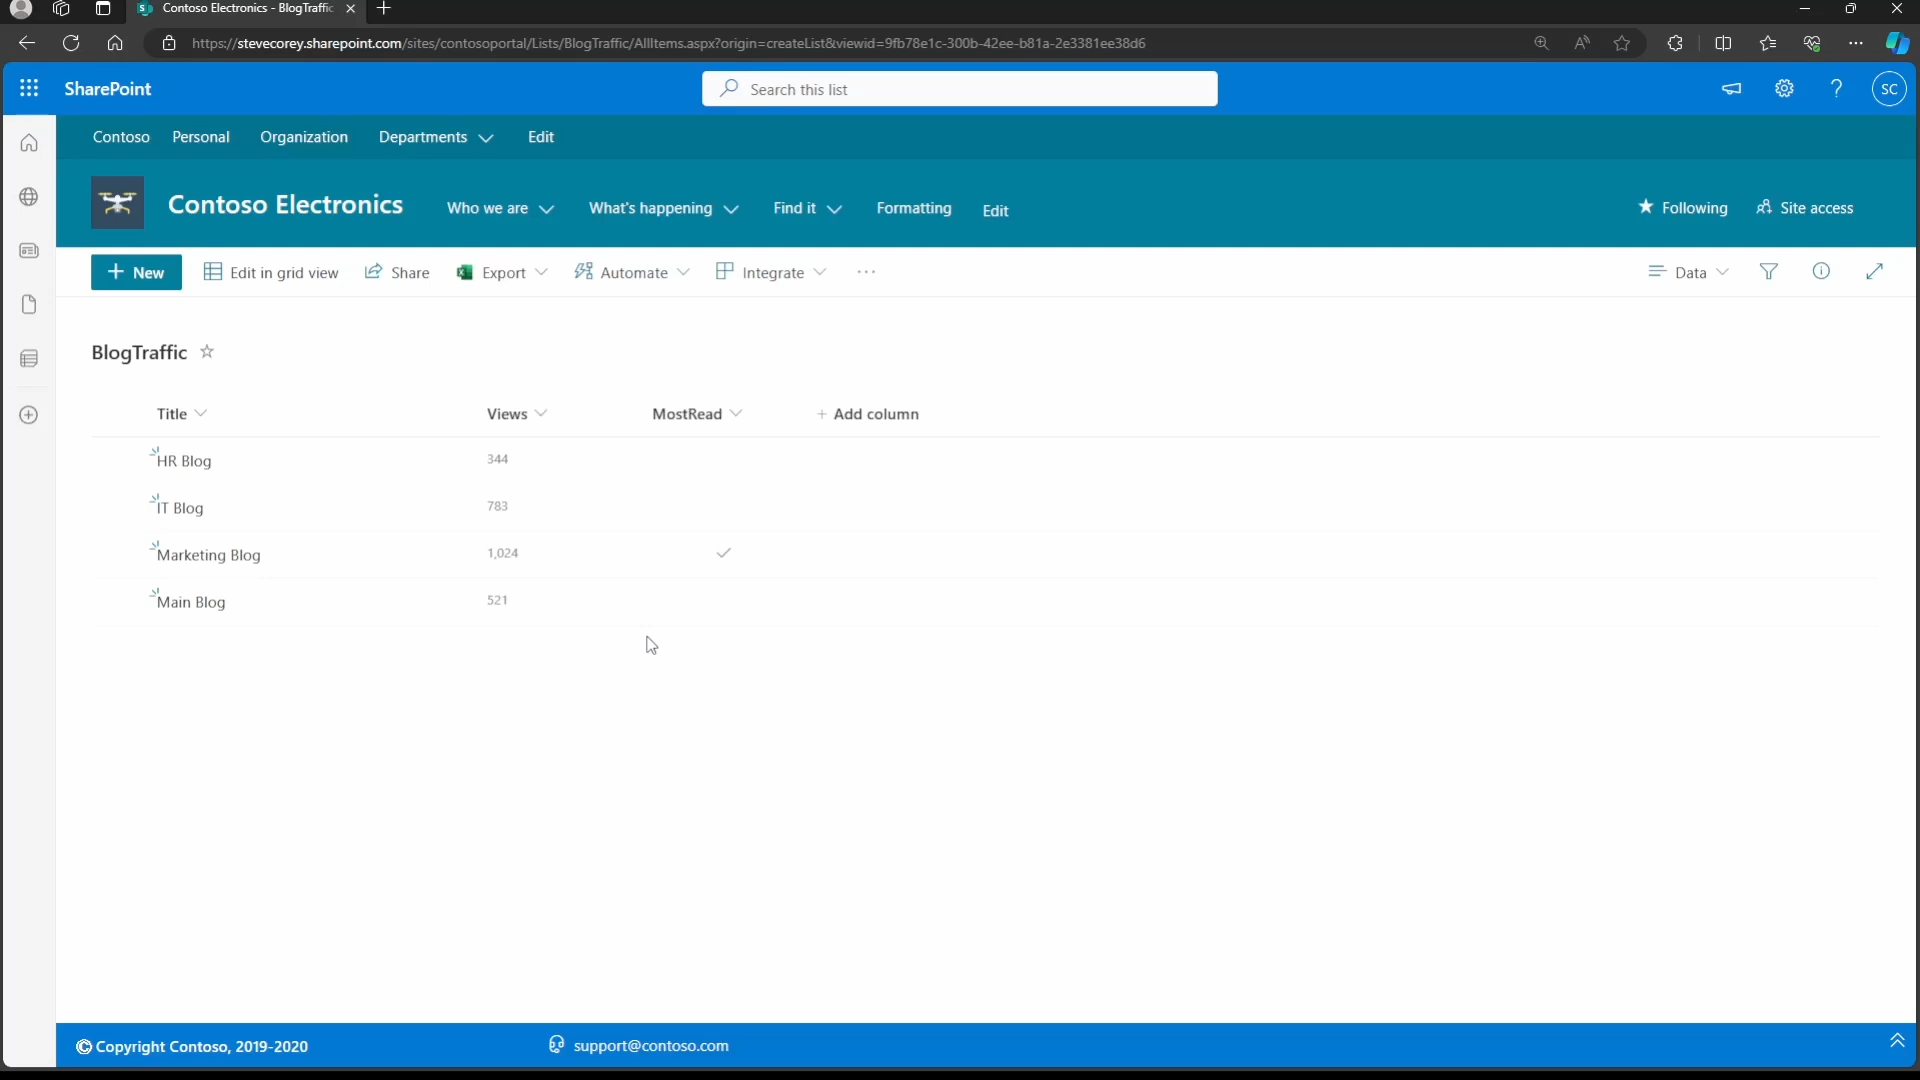 Contoso Electronics - BlogTraffic
https://stevecorey.sharepoint.com/sites/contosoportal/Lists/BlogTraffic/AllItems.aspx?origin=createList&viewid=9fb78e1c-300b-42ee-b81a-2e3381ee38d6
SharePoint
Search this list
SC
Contoso Personal Organization Departments Edit
Contoso Electronics Who we are What's happening Find it Formatting Edit Following Site access
New Edit in grid view Share Export Automate Integrate Data
BlogTraffic
Title Views MostRead + Add column
HR Blog 344
IT Blog 783
Marketing Blog 1,024
Main Blog 521
© Copyright Contoso, 2019-2020 support@contoso.com